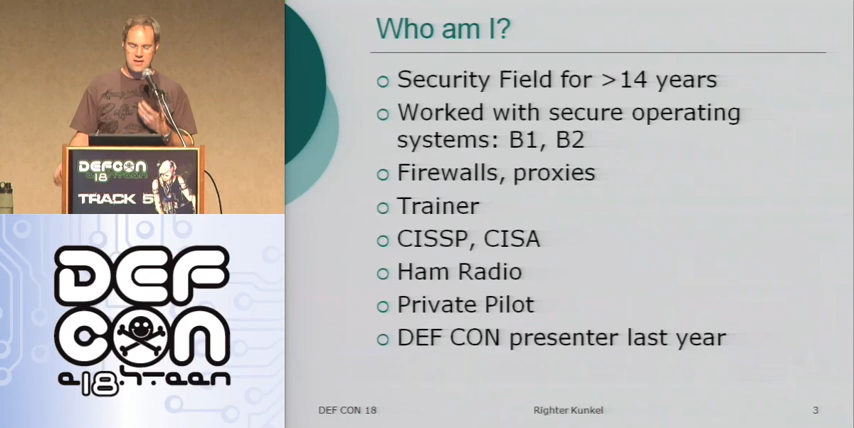 DEFCON
18
TRACK 5
DEF
CON
e18hteen
Who am I?
Security Field for >14 years
Worked with secure operating
systems: B1, B2
Firewalls, proxies
Trainer
CISSP, CISA
Ham Radio
Private Pilot
DEF CON presenter last year
DEF CON 18
Righter Kunkel
3